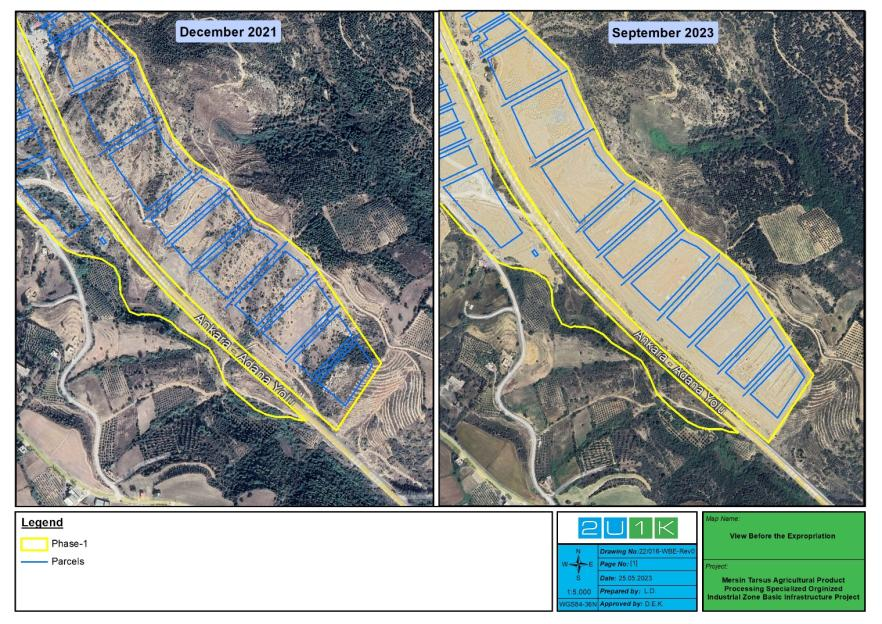 December 2021
September 2023
Ankara - Adana Yolu
Ankara - Adana Yolu
Legend
Phase-1
Parcels
2U1K
N
W E
S
1:5,000
WGS84-36N
Drawing No:22/016-WBE-Rev0
Page No: [1]
Date: 25.05.2023
Prepared by: L.D.
Approved by: D.E.K
Map Name:
View Before the Expropriation
Project:
Mersin Tarsus Agricultural Product
Processing Specialized Orginized
Industrial Zone Basic Infrastructure Project